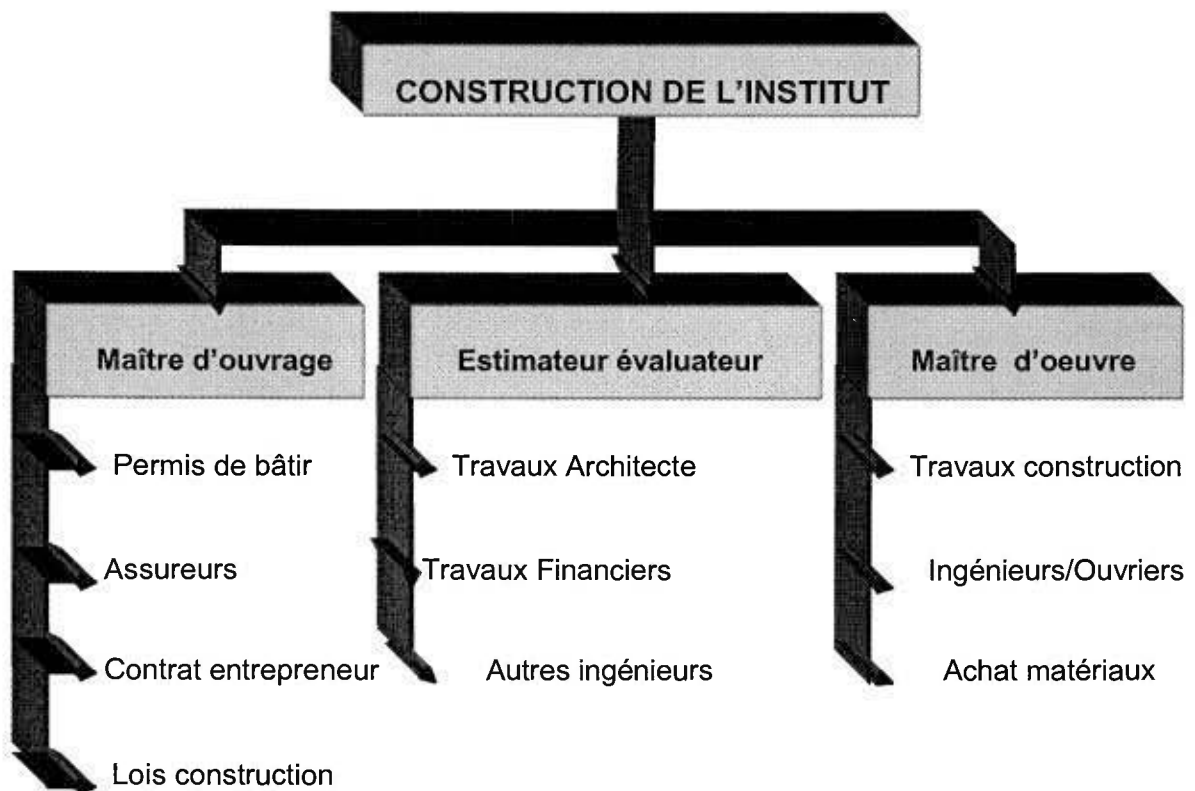 CONSTRUCTION DE L'INSTITUT
Maître d'ouvrage
Permis de bâtir
Assureurs
Contrat entrepreneur
Lois construction
Estimateur évaluateur
Travaux Architecte
Travaux Financiers
Autres ingénieurs
Maître d'oeuvre
Travaux construction
Ingénieurs/Ouvriers
Achat matériaux